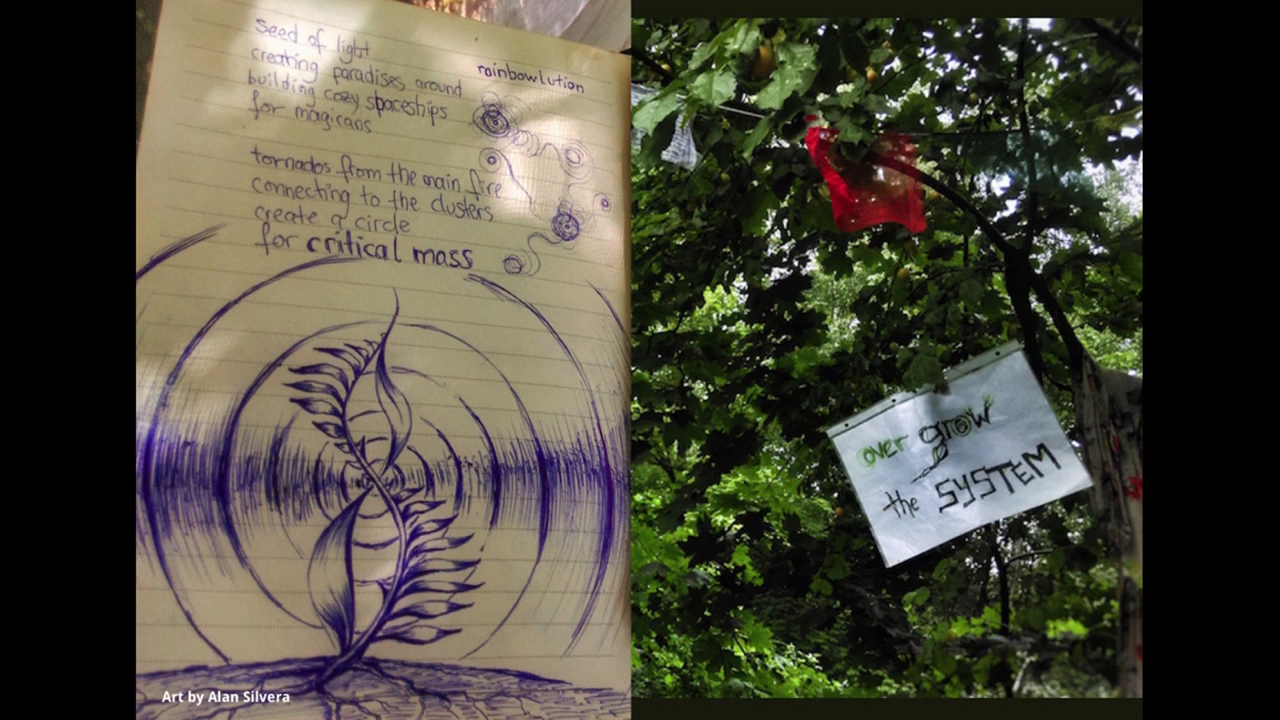 seed of light
creating paradises around
building cozy spaceships
for magicans
rainbowlution
tornados from the main fire
connecting to the clusters
create a circle
for critical mass
over grow
the SYSTEM
Art by Alan Silvera